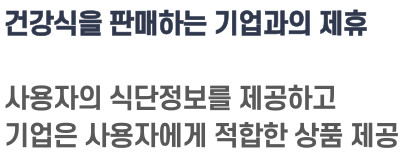 건강식을 판매하는 기업과의 제휴
사용자의 식단정보를 제공하고
기업은 사용자에게 적합한 상품 제공